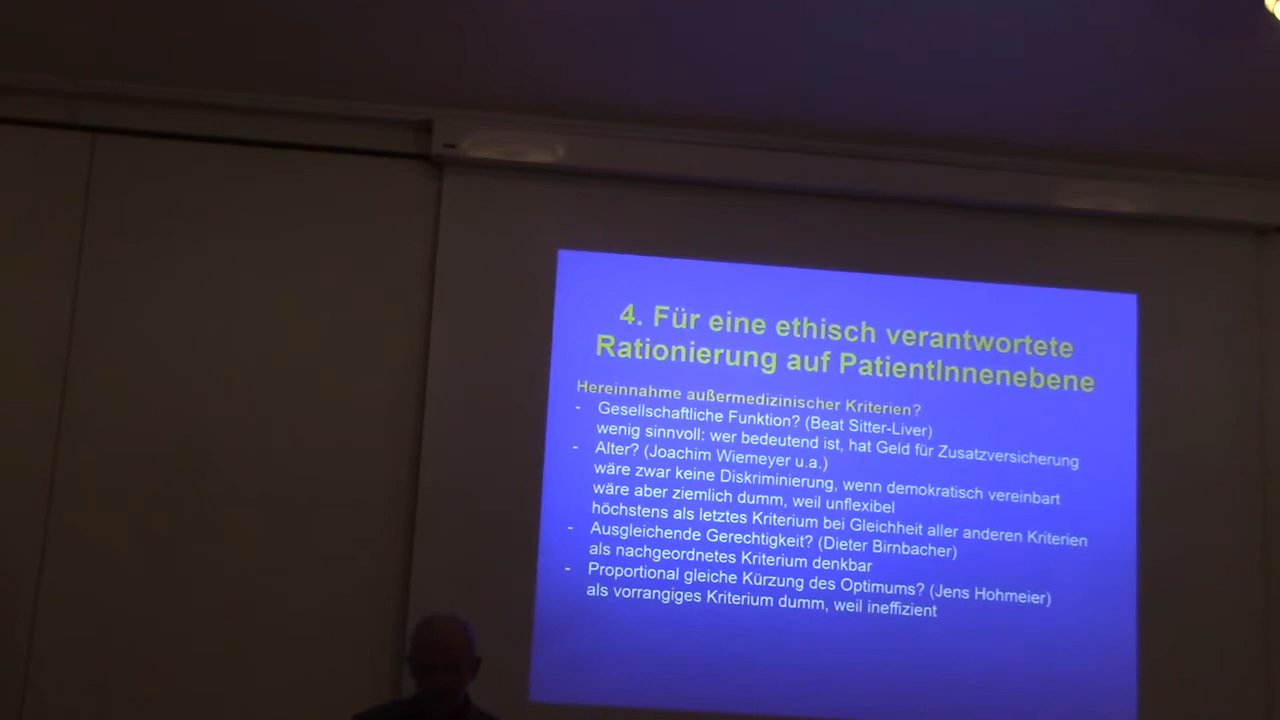 4. Für eine ethisch verantwortete
Rationierung auf PatientInnenebene
Hereinnahme außermedizinischer Kriterien?
- Gesellschaftliche Funktion? (Beat Sitter-Liver)
wenig sinnvoll: wer bedeutend ist, hat Geld für Zusatzversicherung
- Alter? (Joachim Wiemeyer u.a.)
wäre zwar keine Diskriminierung, wenn demokratisch vereinbart
wäre aber ziemlich dumm, weil unflexibel
höchstens als letztes Kriterium bei Gleichheit aller anderen Kriterien
- Ausgleichende Gerechtigkeit? (Dieter Birnbacher)
als nachgeordnetes Kriterium denkbar
- Proportional gleiche Kürzung des Optimums? (Jens Hohmeier)
als vorrangiges Kriterium dumm, weil ineffizient